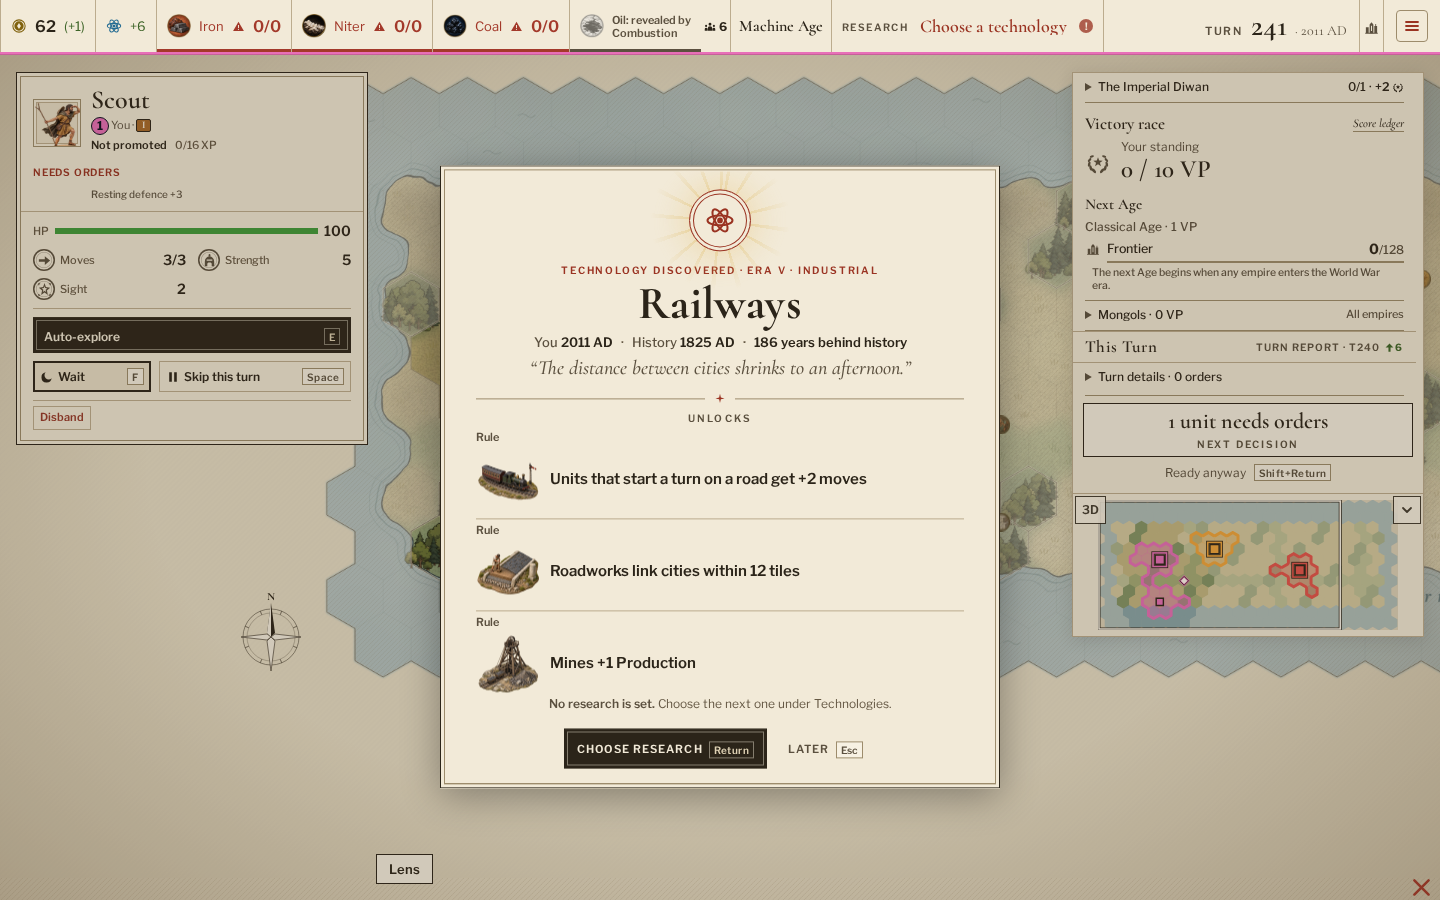 62 (+1) +6 Iron 0/0 Niter 0/0 Coal 0/0 Oil: revealed by Combustion 6 Machine Age RESEARCH Choose a technology ! TURN 241 · 2011 AD
Scout
1 You · I
Not promoted 0/16 XP
NEEDS ORDERS
Resting defence +3
HP 100
Moves 3/3 Strength 5
Sight 2
Auto-explore E
Wait F Skip this turn Space
Disband
N
TECHNOLOGY DISCOVERED · ERA V · INDUSTRIAL
Railways
You 2011 AD · History 1825 AD · 186 years behind history
“The distance between cities shrinks to an afternoon.”
UNLOCKS
Rule
Units that start a turn on a road get +2 moves
Rule
Roadworks link cities within 12 tiles
Rule
Mines +1 Production
No research is set. Choose the next one under Technologies.
CHOOSE RESEARCH Return LATER Esc
The Imperial Diwan 0/1 · +2
Victory race Score ledger
Your standing
0 / 10 VP
Next Age
Classical Age · 1 VP
Frontier 0/128
The next Age begins when any empire enters the World War
era.
Mongols · 0 VP All empires
This Turn TURN REPORT · T240 6
Turn details · 0 orders
1 unit needs orders
NEXT DECISION
Ready anyway Shift+Return
3D
Lens